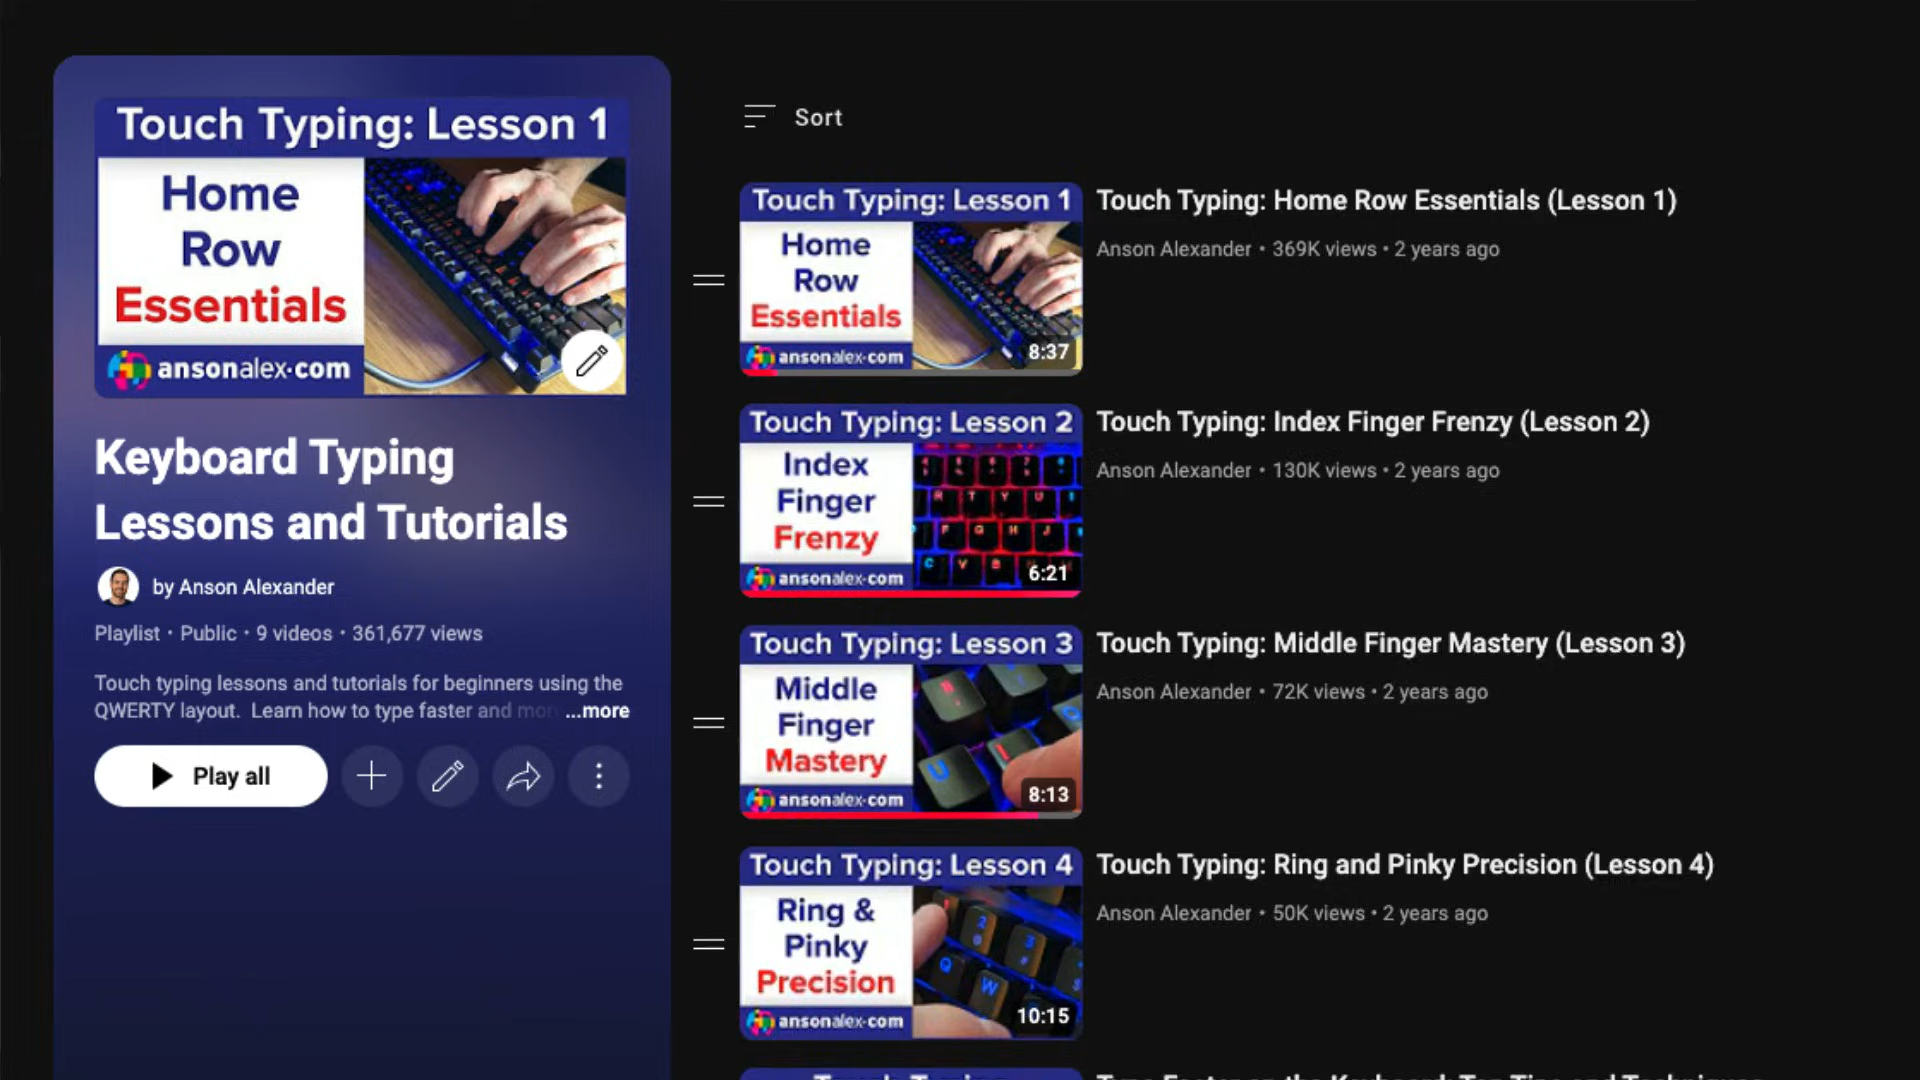 Touch Typing: Lesson 1
Home
Row
Essentials
ansonalex.com
Keyboard Typing
Lessons and Tutorials
by Anson Alexander
Playlist • Public • 9 videos • 361,677 views
Touch typing lessons and tutorials for beginners using the
QWERTY layout. Learn how to type faster and ...more
Play all
Sort
Touch Typing: Lesson 1
Home
Row
Essentials
ansonalex.com
8:37
Touch Typing: Home Row Essentials (Lesson 1)
Anson Alexander • 369K views • 2 years ago
Touch Typing: Lesson 2
Index
Finger
Frenzy
R T Y U
F G H J
C V B
ansonalex.com
6:21
Touch Typing: Index Finger Frenzy (Lesson 2)
Anson Alexander • 130K views • 2 years ago
Touch Typing: Lesson 3
Middle
Finger
Mastery
U
ansonalex.com
8:13
Touch Typing: Middle Finger Mastery (Lesson 3)
Anson Alexander • 72K views • 2 years ago
Touch Typing: Lesson 4
Ring &
Pinky
Precision
2
3
Q W
ansonalex.com
10:15
Touch Typing: Ring and Pinky Precision (Lesson 4)
Anson Alexander • 50K views • 2 years ago